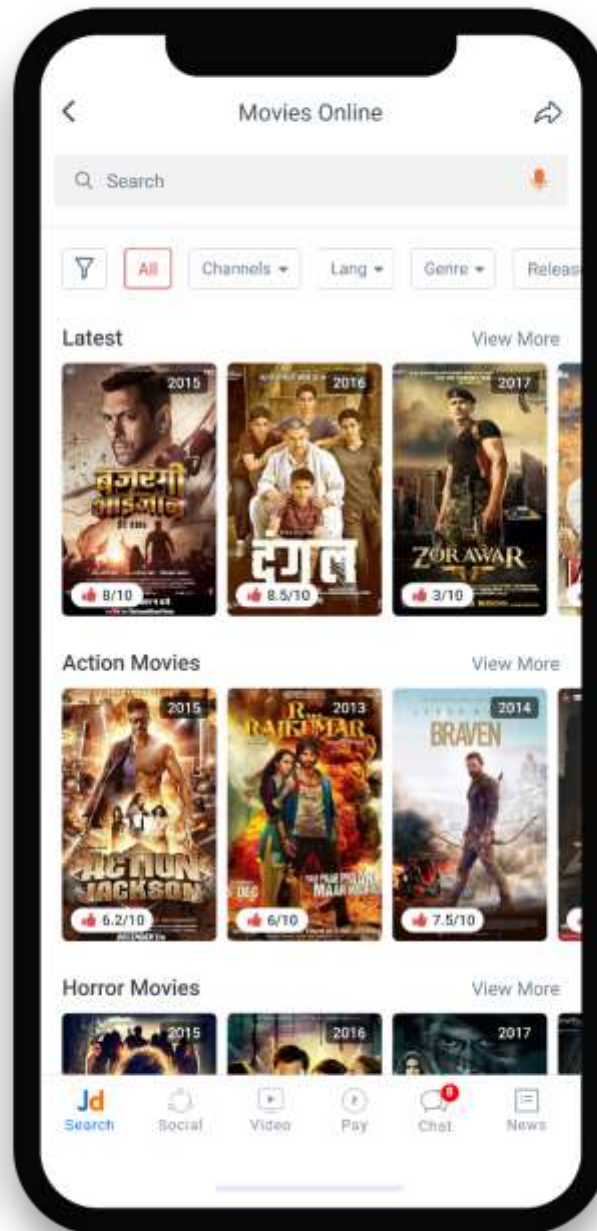 Movies Online
Search
All
Channels
Lang
Genre
Releas
Latest
View More
2015
2016
2017
बजरंगी
भाईजान
दंगल
ZORAWAR
8/10
8.5/10
3/10
Action Movies
View More
2015
2013
2014
R...
RAJKUMAR
BRAVEN
ACTION
JACKSON
6.2/10
6/10
7.5/10
Horror Movies
View More
2015
2016
2017
Jd
8
Search
Social
Video
Pay
Chat
News